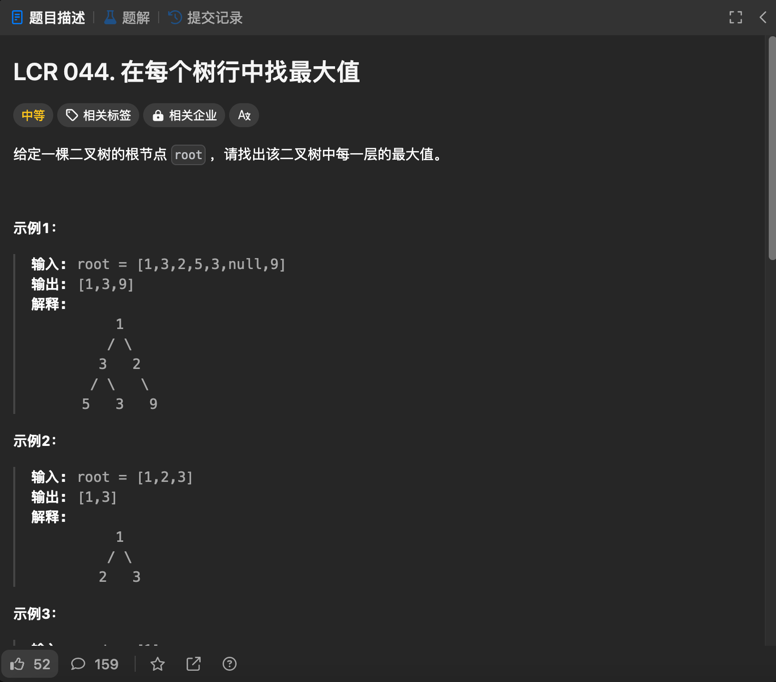 题目描述 题解 提交记录
LCR 044. 在每个树行中找最大值
中等 相关标签 相关企业
给定一棵二叉树的根节点 root ，请找出该二叉树中每一层的最大值。
示例1：
输入: root = [1,3,2,5,3,null,9]
输出: [1,3,9]
解释:
1
/ \
3 2
/ \ \
5 3 9
示例2：
输入: root = [1,2,3]
输出: [1,3]
解释:
1
/ \
2 3
示例3：
52 159